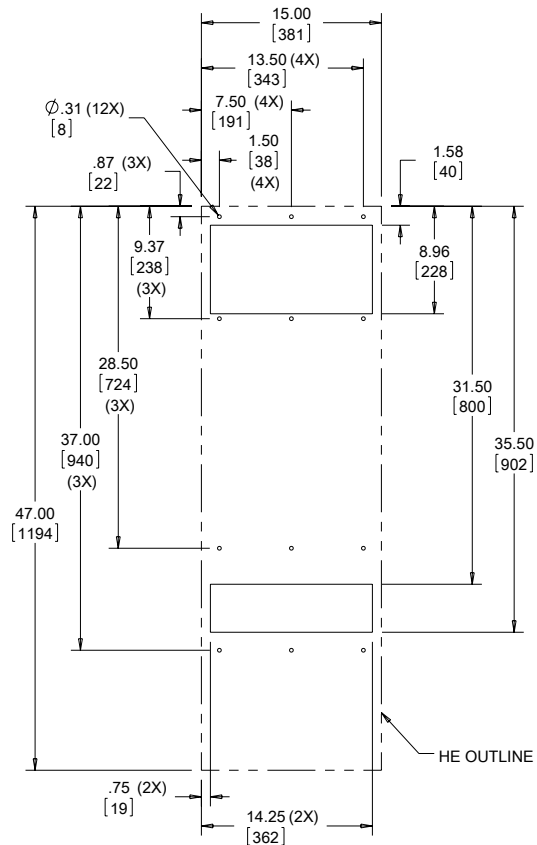 15.00
[381]
13.50 (4X)
[343]
7.50 (4X)
[191]
∅.31 (12X)
[8]
1.50
[38]
(4X)
.87 (3X)
[22]
1.58
[40]
9.37
[238]
(3X)
8.96
[228]
28.50
[724]
(3X)
31.50
[800]
37.00
[940]
(3X)
35.50
[902]
47.00
[1194]
HE OUTLINE
.75 (2X)
[19]
14.25 (2X)
[362]